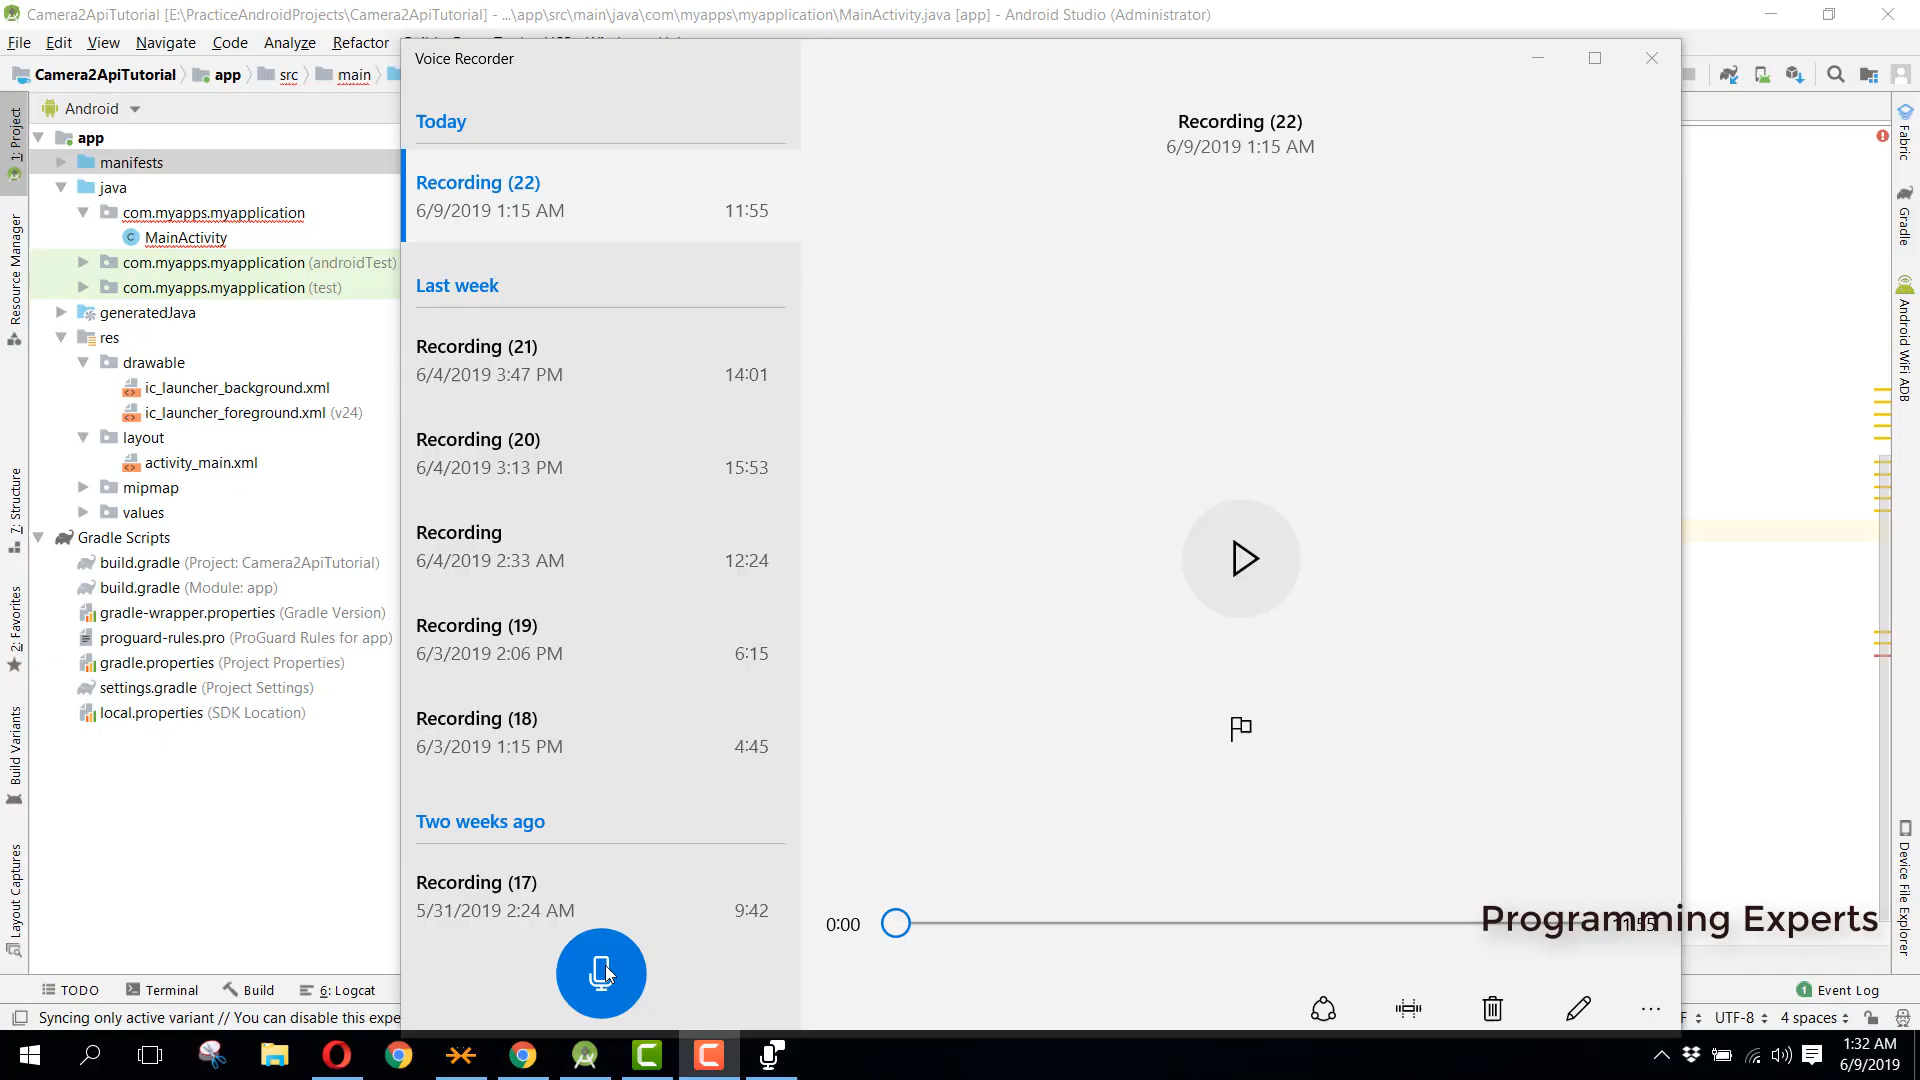 Camera2ApiTutorial [E:\PracticeAndroidProjects\Camera2ApiTutorial] - ...\app\src\main\java\com\myapps\myapplication\MainActivity.java [app] - Android Studio (Administrator)
File Edit View Navigate Code Analyze Refactor
Camera2ApiTutorial app src main
Android
app
manifests
java
com.myapps.myapplication
MainActivity
com.myapps.myapplication (androidTest)
com.myapps.myapplication (test)
generatedJava
res
drawable
ic_launcher_background.xml
ic_launcher_foreground.xml (v24)
layout
activity_main.xml
mipmap
values
Gradle Scripts
build.gradle (Project: Camera2ApiTutorial)
build.gradle (Module: app)
gradle-wrapper.properties (Gradle Version)
proguard-rules.pro (ProGuard Rules for app)
gradle.properties (Project Properties)
settings.gradle (Project Settings)
local.properties (SDK Location)
1: Project
Resource Manager
7: Structure
2: Favorites
Build Variants
Layout Captures
Voice Recorder
Today
Recording (22)
6/9/2019 1:15 AM 11:55
Last week
Recording (21)
6/4/2019 3:47 PM 14:01
Recording (20)
6/4/2019 3:13 PM 15:53
Recording
6/4/2019 2:33 AM 12:24
Recording (19)
6/3/2019 2:06 PM 6:15
Recording (18)
6/3/2019 1:15 PM 4:45
Two weeks ago
Recording (17)
5/31/2019 2:24 AM 9:42
Recording (22)
6/9/2019 1:15 AM
0:00
11:55
Programming Experts
Fabric
Gradle
Android WiFi ADB
Device File Explorer
TODO Terminal Build 6: Logcat
1 Event Log
Syncing only active variant // You can disable this expe
F UTF-8 4 spaces
1:32 AM
6/9/2019